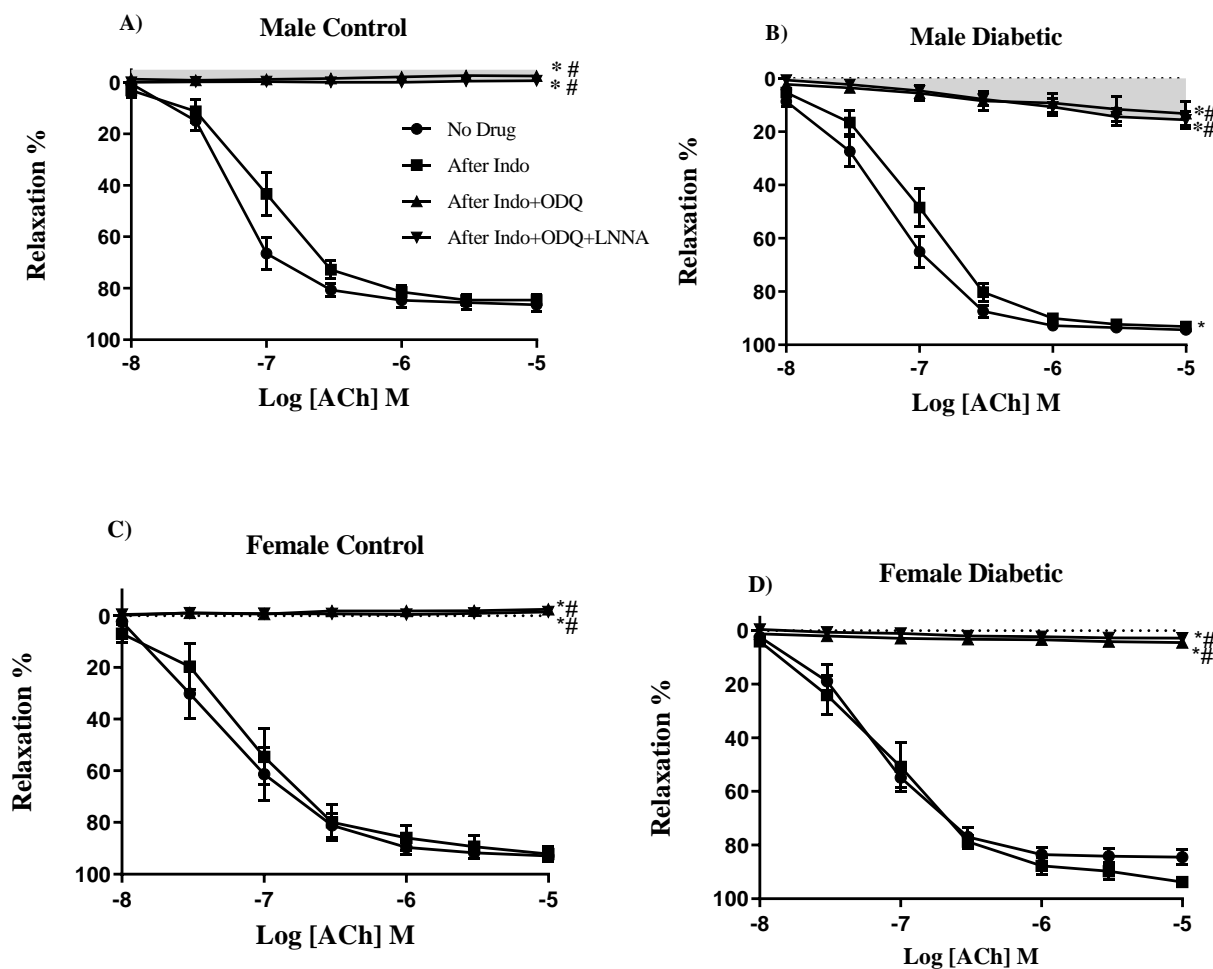 A)
Male Control
Relaxation %
0
20
40
60
80
100
* #
* #
No Drug
After Indo
After Indo+ODQ
After Indo+ODQ+LNNA
-8
-7
-6
-5
Log [ACh] M
B)
Male Diabetic
Relaxation %
0
20
40
60
80
100
*#
*#
*
-8
-7
-6
-5
Log [ACh] M
C)
Female Control
Relaxation %
0
20
40
60
80
100
*#
*#
-8
-7
-6
-5
Log [ACh] M
D)
Female Diabetic
Relaxation %
0
20
40
60
80
100
*#
*#
-8
-7
-6
-5
Log [ACh] M